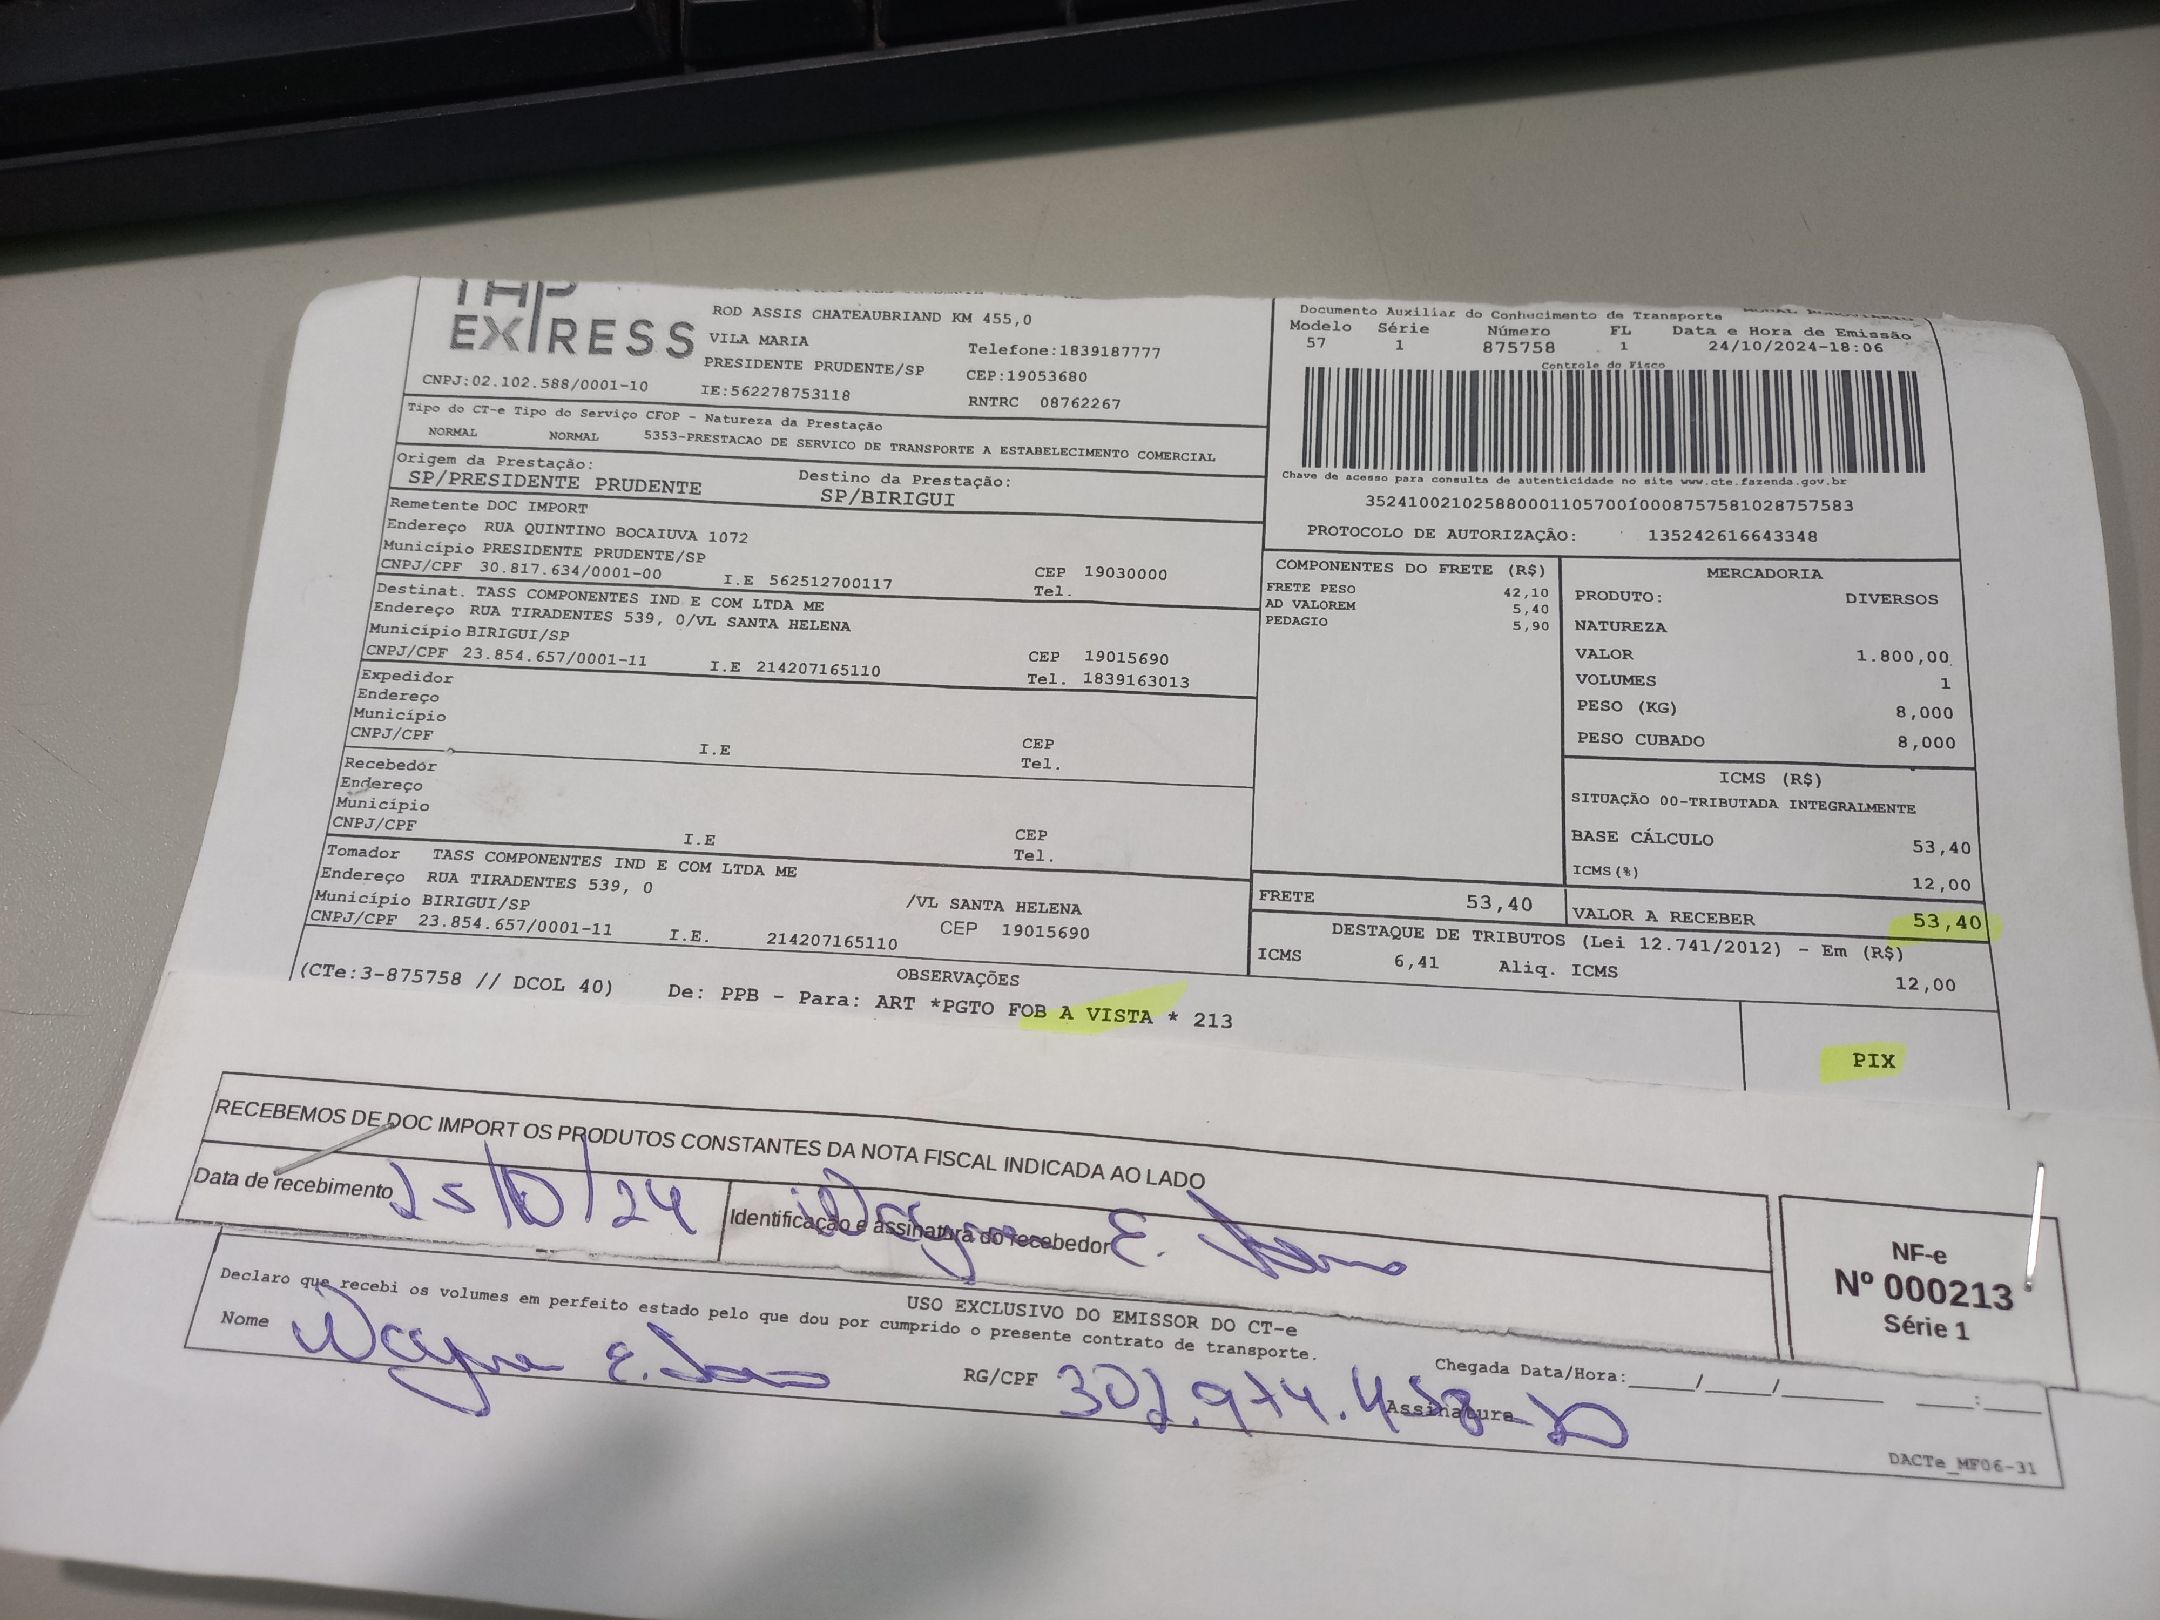 EXPRESS
CNPJ:02.102.588/0001-10
ROD ASSIS CHATEAUBRIAND KM 455,0
VILA MARIA
Telefone:1839187777
PRESIDENTE PRUDENTE/SP
CEP:19053680
IE:562278753118
RNTRC 08762267
Tipo do CT-e Tipo do Serviço CFOP - Natureza da Prestação
NORMAL NORMAL 5353-PRESTACAO DE SERVICO DE TRANSPORTE A ESTABELECIMENTO COMERCIAL
Origem da Prestação: Destino da Prestação:
SP/PRESIDENTE PRUDENTE SP/BIRIGUI
Remetente DOC IMPORT
Endereço RUA QUINTINO BOCAIUVA 1072
Município PRESIDENTE PRUDENTE/SP CEP 19030000
CNPJ/CPF 30.817.634/0001-00 I.E 562512700117 Tel.
Destinat. TASS COMPONENTES IND E COM LTDA ME
Endereço RUA TIRADENTES 539, 0/VL SANTA HELENA
Município BIRIGUI/SP CEP 19015690
CNPJ/CPF 23.854.657/0001-11 I.E 214207165110 Tel. 1839163013
Expedidor
Endereço
Município CEP
CNPJ/CPF I.E Tel.
Recebedor
Endereço
Município CEP
CNPJ/CPF I.E Tel.
Tomador TASS COMPONENTES IND E COM LTDA ME
Endereço RUA TIRADENTES 539, 0 /VL SANTA HELENA
Município BIRIGUI/SP CEP 19015690
CNPJ/CPF 23.854.657/0001-11 I.E. 214207165110
Documento Auxiliar do Conhecimento de Transporte
Modelo Série Número FL Data e Hora de Emissão
57 1 875758 1 24/10/2024-18:06
Controle do Fisco
Chave de acesso para consulta de autenticidade no site www.cte.fazenda.gov.br
35241002102588000110570010008757581028757583
PROTOCOLO DE AUTORIZAÇÃO: 135242616643348
COMPONENTES DO FRETE (R$)
FRETE PESO 42,10
AD VALOREM 5,40
PEDAGIO 5,90
MERCADORIA
PRODUTO: DIVERSOS
NATUREZA
VALOR 1.800,00
VOLUMES 1
PESO (KG) 8,000
PESO CUBADO 8,000
ICMS (R$)
SITUAÇÃO 00-TRIBUTADA INTEGRALMENTE
BASE CÁLCULO 53,40
ICMS(%) 12,00
FRETE 53,40 VALOR A RECEBER 53,40
DESTAQUE DE TRIBUTOS (Lei 12.741/2012) - Em (R$)
ICMS 6,41 Aliq. ICMS 12,00
OBSERVAÇÕES
(CTe:3-875758 // DCOL 40) De: PPB - Para: ART *PGTO FOB A VISTA * 213
PIX
RECEBEMOS DE DOC IMPORT OS PRODUTOS CONSTANTES DA NOTA FISCAL INDICADA AO LADO
Data de recebimento 25/10/24 Identificação e assinatura do recebedor
NF-e
Nº 000213
Série 1
USO EXCLUSIVO DO EMISSOR DO CT-e
Declaro que recebi os volumes em perfeito estado pelo que dou por cumprido o presente contrato de transporte.
Nome RG/CPF Chegada Data/Hora:____/____/______ ____:____
Assinatura
DACTe_MF06-31